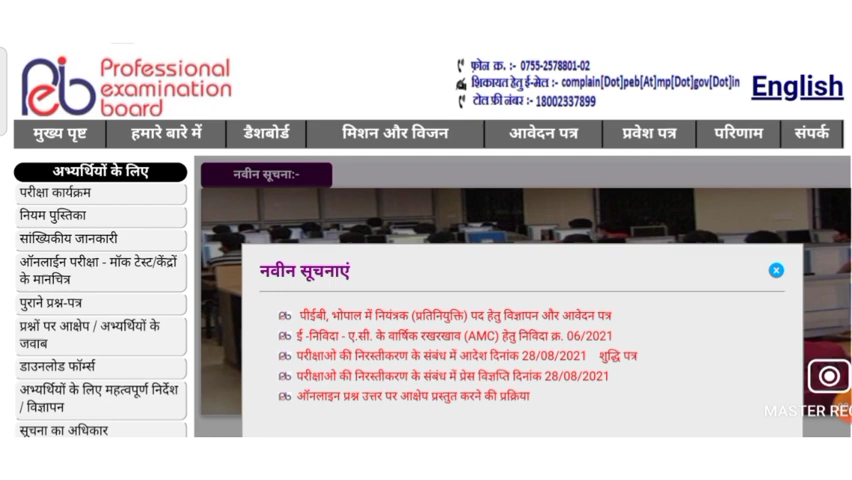 Professional
examination
board
फ़ोन क्र. :- 0755-2578801-02
शिकायत हेतु ई-मेल :- complain[Dot]peb[At]mp[Dot]gov[Dot]in
टोल फ्री नंबर :- 18002337899
English
मुख्य पृष्ट हमारे बारे में डैशबोर्ड मिशन और विजन आवेदन पत्र प्रवेश पत्र परिणाम संपर्क
अभ्यर्थियों के लिए
परीक्षा कार्यक्रम
नियम पुस्तिका
सांख्यिकीय जानकारी
ऑनलाईन परीक्षा - मॉक टेस्ट/केंद्रों
के मानचित्र
पुराने प्रश्न-पत्र
प्रश्नों पर आक्षेप / अभ्यर्थियों के
जवाब
डाउनलोड फॉर्म्स
अभ्यर्थियों के लिए महत्वपूर्ण निर्देश
/ विज्ञापन
सूचना का अधिकार
नवीन सूचना:-
नवीन सूचनाएं
पीईबी, भोपाल में नियंत्रक (प्रतिनियुक्ति) पद हेतु विज्ञापन और आवेदन पत्र
ई -निविदा - ए.सी. के वार्षिक रखरखाव (AMC) हेतु निविदा क्र. 06/2021
परीक्षाओ की निरस्तीकरण के संबंध में आदेश दिनांक 28/08/2021 शुद्धि पत्र
परीक्षाओ की निरस्तीकरण के संबंध में प्रेस विज्ञप्ति दिनांक 28/08/2021
ऑनलाइन प्रश्न उत्तर पर आक्षेप प्रस्तुत करने की प्रक्रिया
MASTER REC